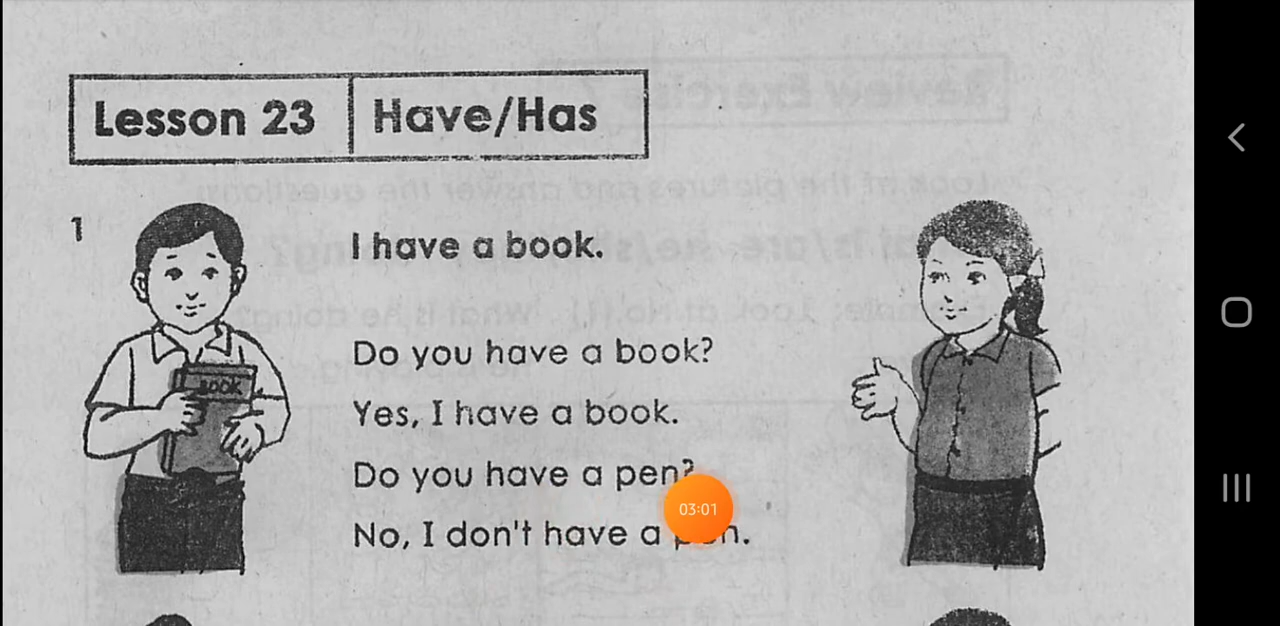 Lesson 23 Have/Has
1
I have a book.
BOOK
Do you have a book?
Yes, I have a book.
Do you have a pen?
03:01
No, I don't have a pen.